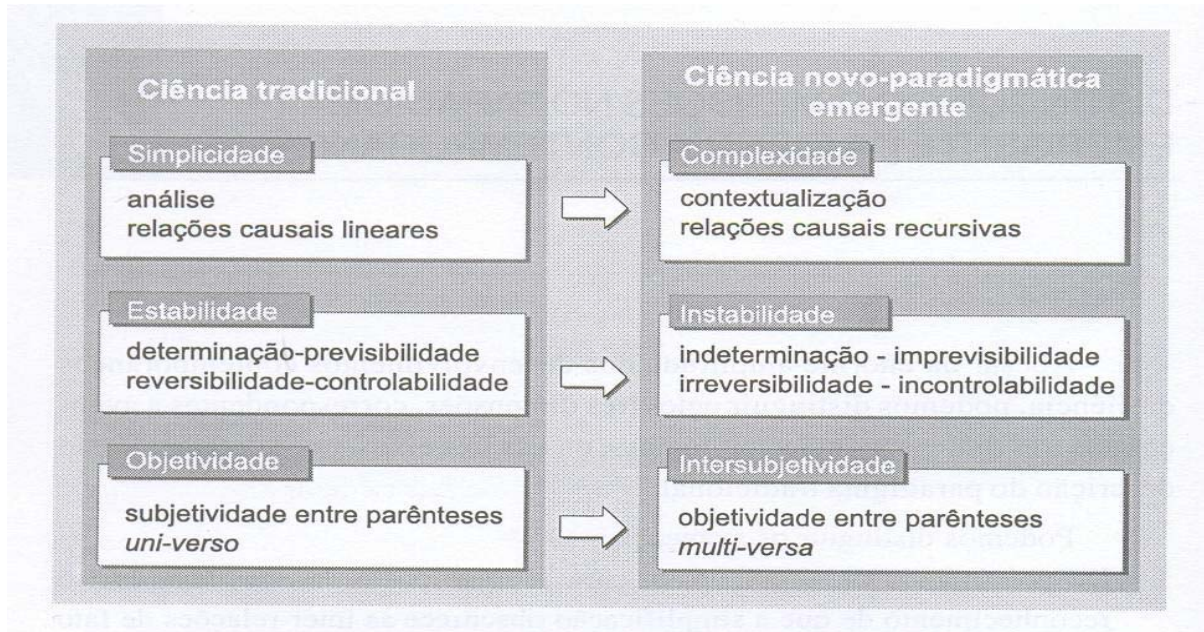 Ciência tradicional
Simplicidade
análise
relações causais lineares
Estabilidade
determinação-previsibilidade
reversibilidade-controlabilidade
Objetividade
subjetividade entre parênteses
uni-verso
Ciência novo-paradigmática
emergente
Complexidade
contextualização
relações causais recursivas
Instabilidade
indeterminação - imprevisibilidade
irreversibilidade - incontrolabilidade
Intersubjetividade
objetividade entre parênteses
multi-versa